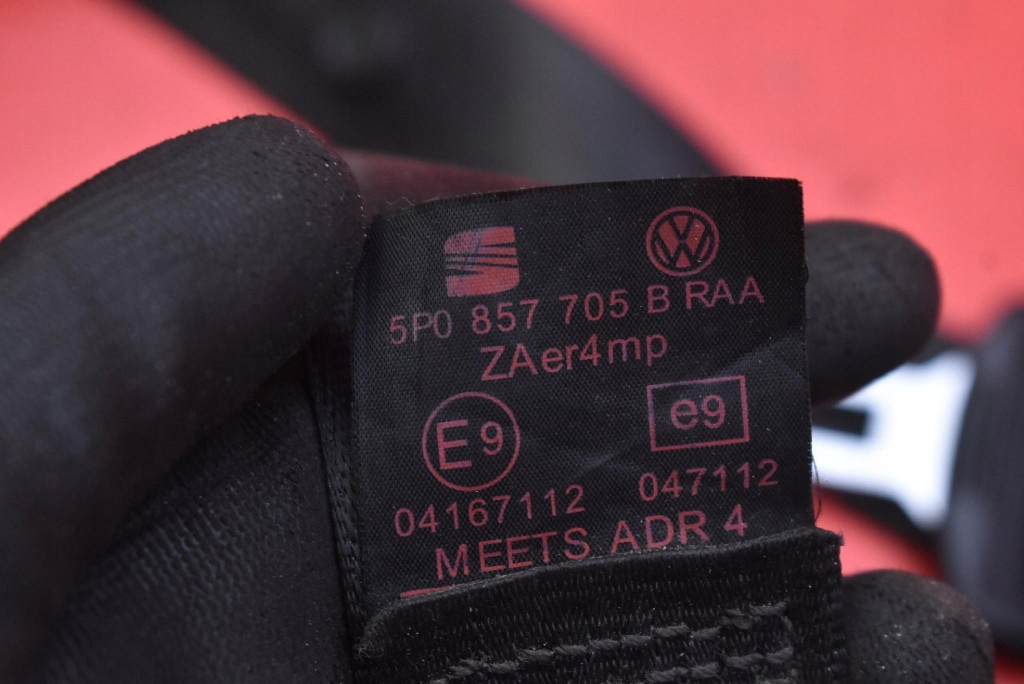 5P0 857 705 B RAA
ZAer4mp
E9 e9
04167112 047112
MEETS ADR 4